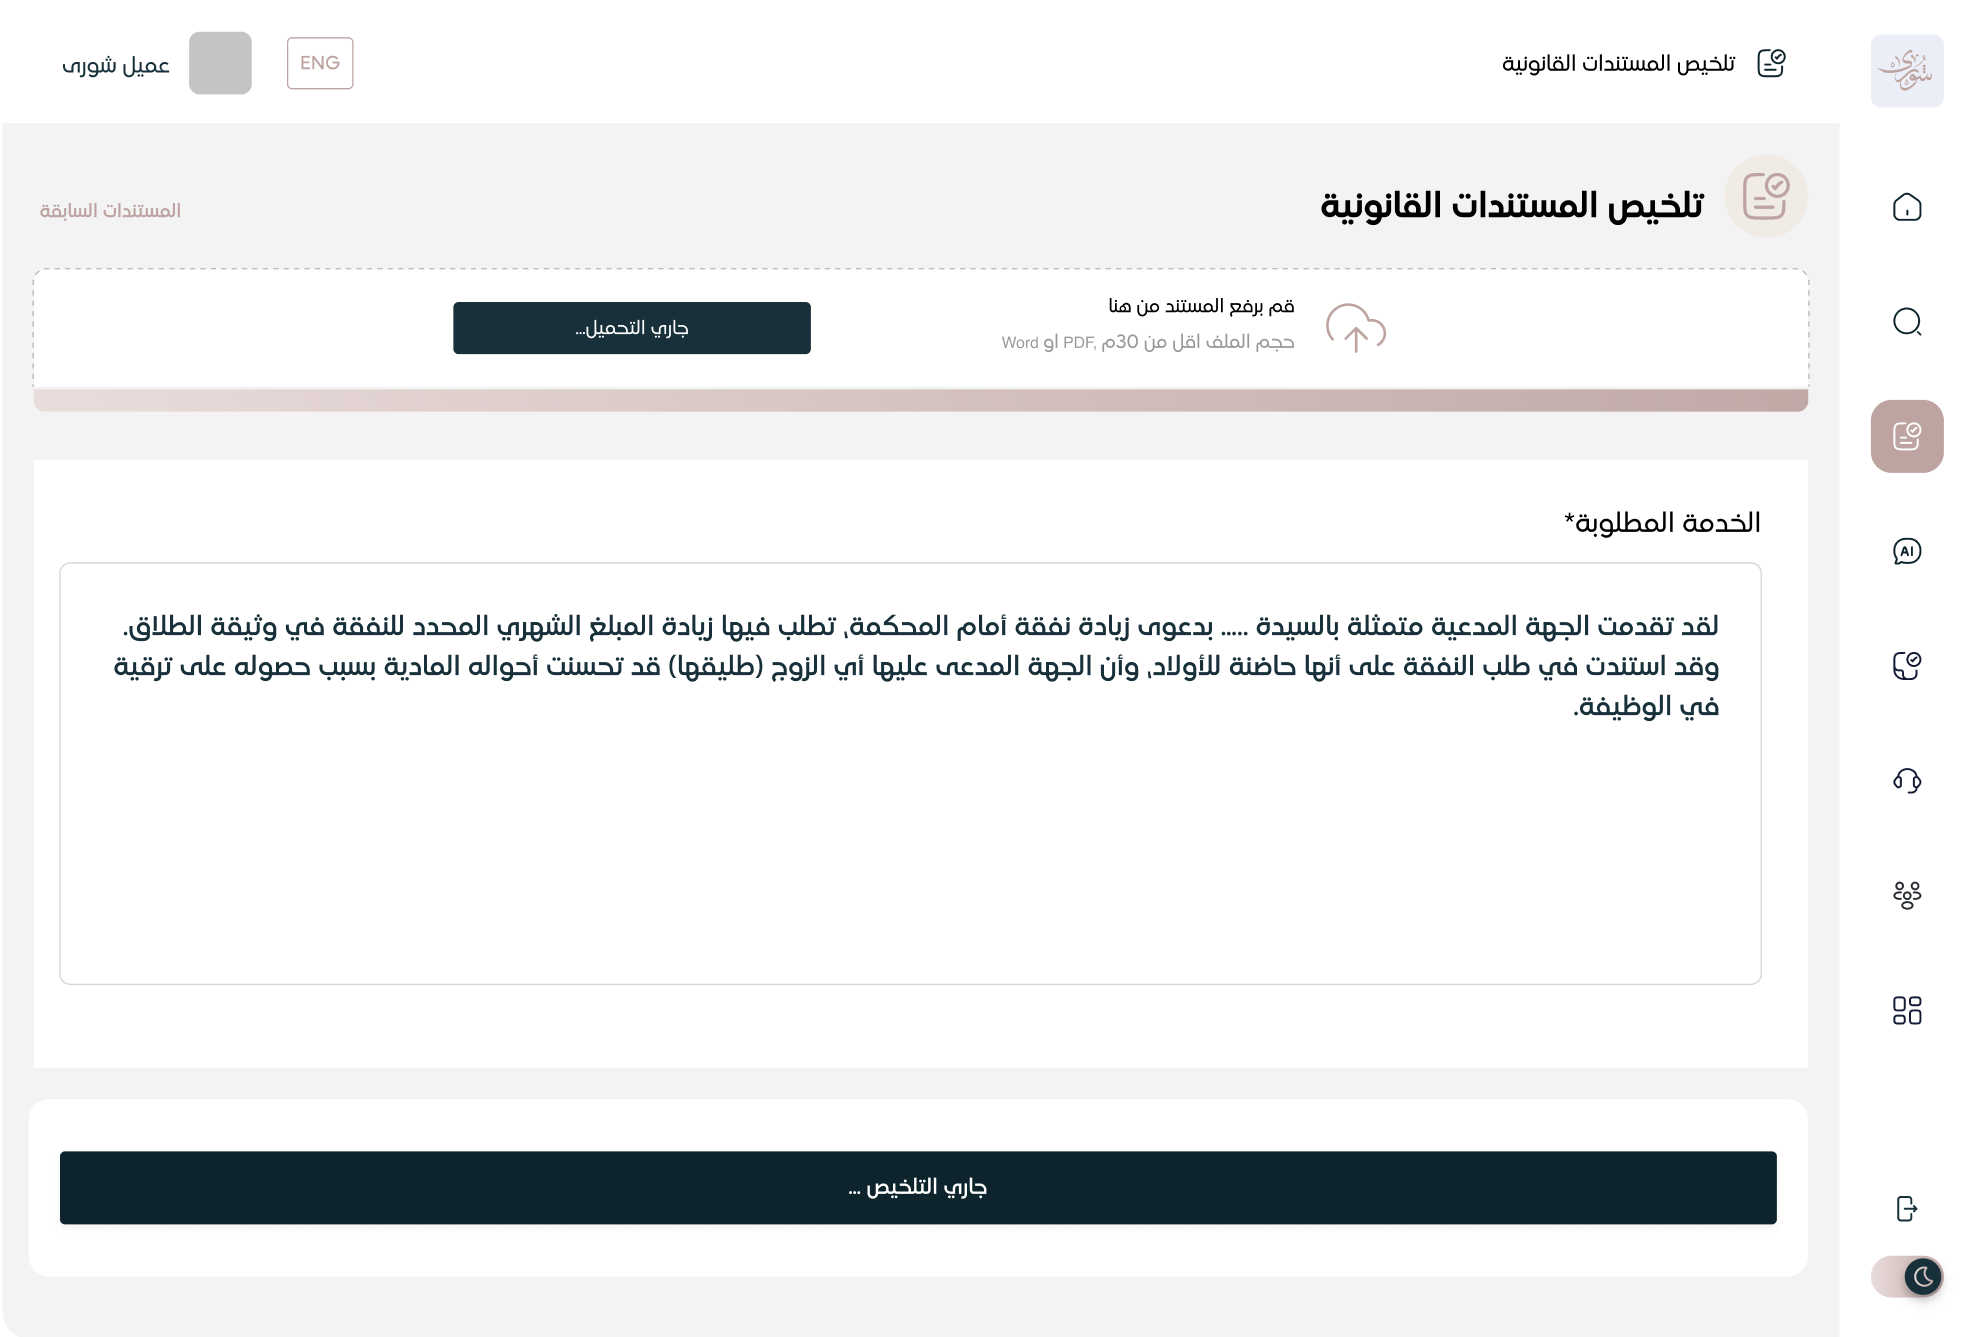 شورى
تلخيص المستندات القانونية
ENG
عميل شورى
تلخيص المستندات القانونية
المستندات السابقة
قم برفع المستند من هنا
حجم الملف اقل من 30م ,PDF او Word
جاري التحميل...
الخدمة المطلوبة*
لقد تقدمت الجهة المدعية متمثلة بالسيدة ..... بدعوى زيادة نفقة أمام المحكمة، تطلب فيها زيادة المبلغ الشهري المحدد للنفقة في وثيقة الطلاق.
وقد استندت في طلب النفقة على أنها حاضنة للأولاد، وأن الجهة المدعى عليها أي الزوج (طليقها) قد تحسنت أحواله المادية بسبب حصوله على ترقية
في الوظيفة.
AI
جاري التلخيص ...